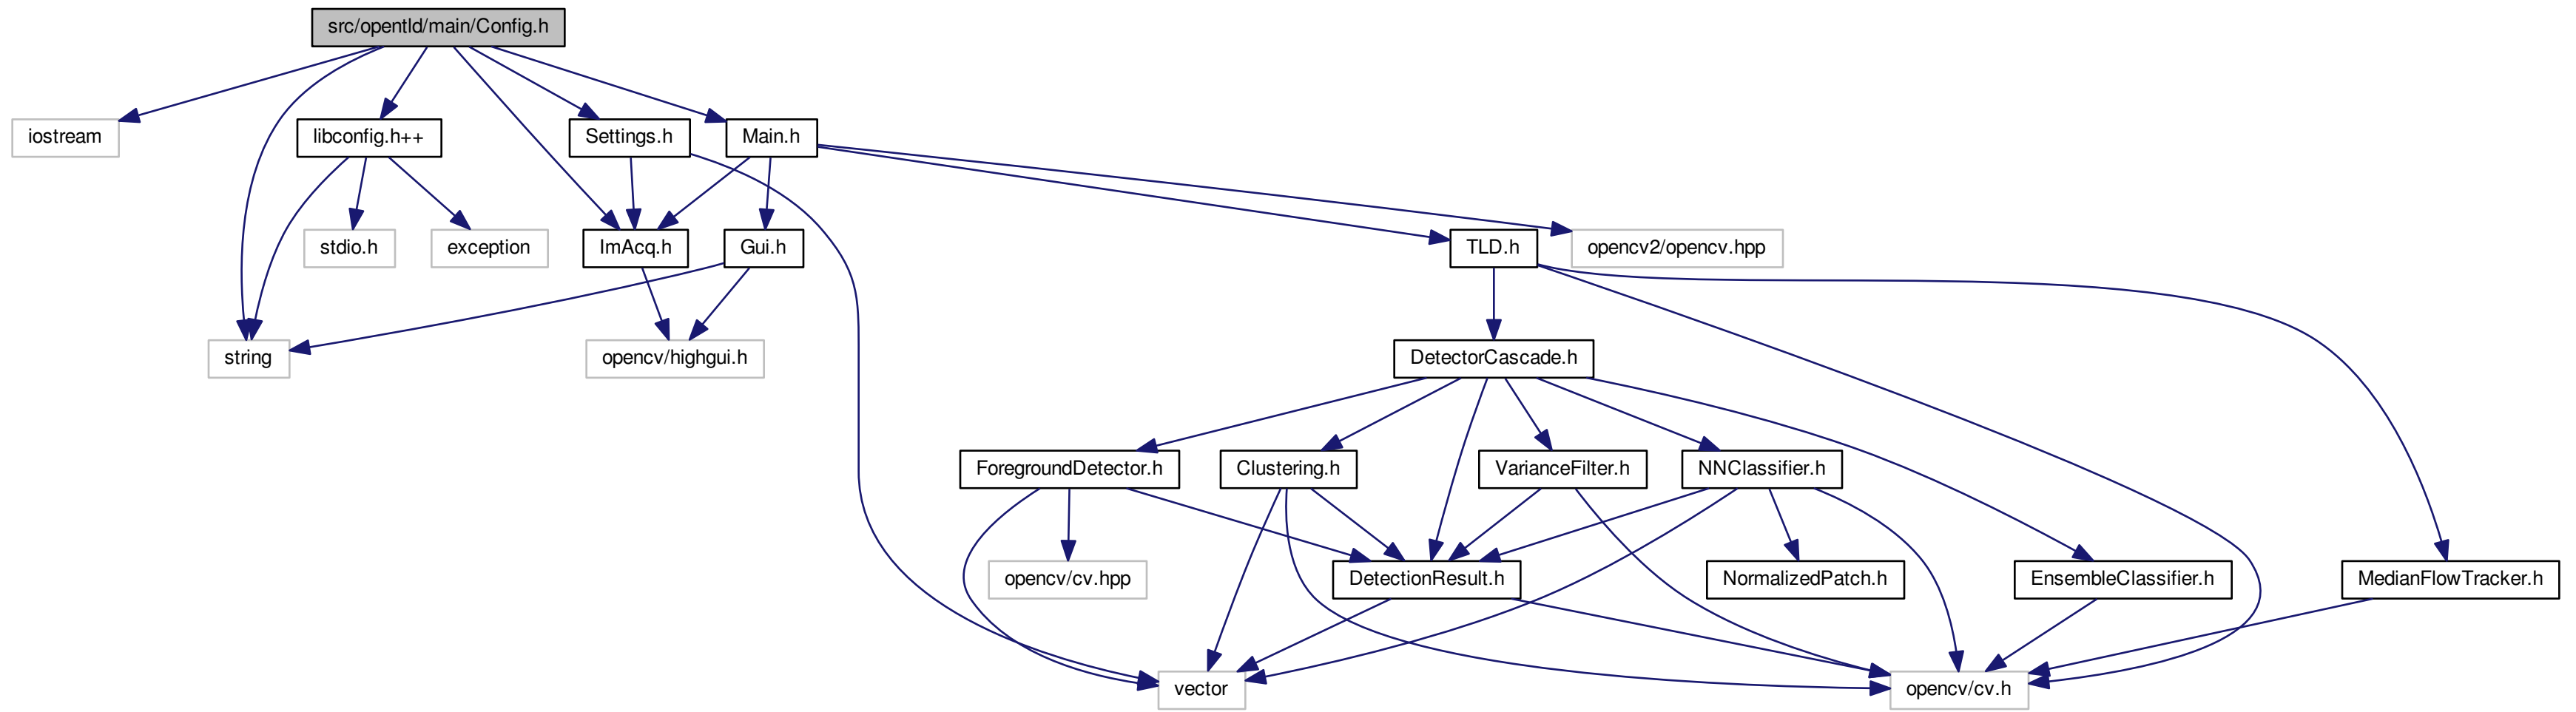 src/opentld/main/Config.h
iostream
libconfig.h++
Settings.h
Main.h
stdio.h
exception
ImAcq.h
Gui.h
TLD.h
opencv2/opencv.hpp
string
opencv/highgui.h
DetectorCascade.h
ForegroundDetector.h
Clustering.h
VarianceFilter.h
NNClassifier.h
opencv/cv.hpp
DetectionResult.h
NormalizedPatch.h
EnsembleClassifier.h
MedianFlowTracker.h
vector
opencv/cv.h